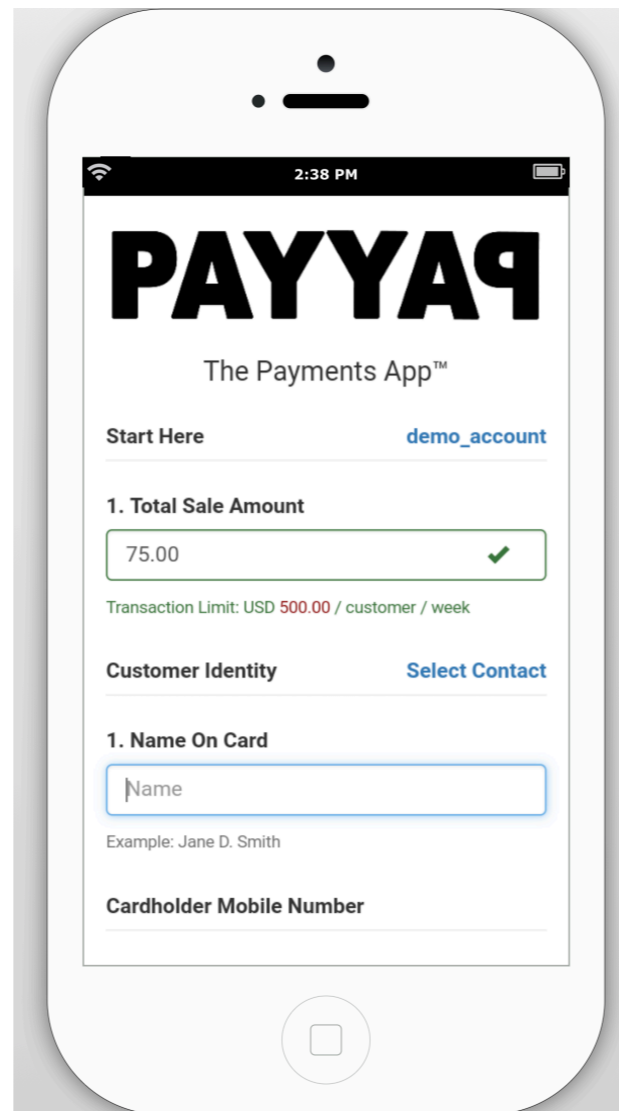 2:38 PM
PAYYAP
The Payments App™
Start Here demo_account
1. Total Sale Amount
75.00
Transaction Limit: USD 500.00 / customer / week
Customer Identity Select Contact
1. Name On Card
Name
Example: Jane D. Smith
Cardholder Mobile Number